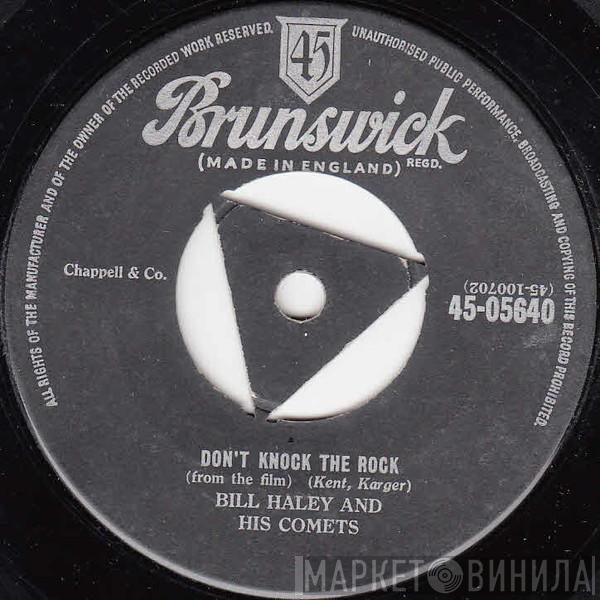 ALL RIGHTS OF THE MANUFACTURER AND OF THE OWNER OF THE RECORDED WORK RESERVED. UNAUTHORISED PUBLIC PERFORMANCE, BROADCASTING AND COPYING OF THIS RECORD PROHIBITED.
45
Brunswick
(MADE IN ENGLAND) REGD.
Chappell & Co.
(45-100702)
45-05640
DON'T KNOCK THE ROCK
(from the film) (Kent, Karger)
BILL HALEY AND
HIS COMETS
МАРКЕТ ВИНИЛА